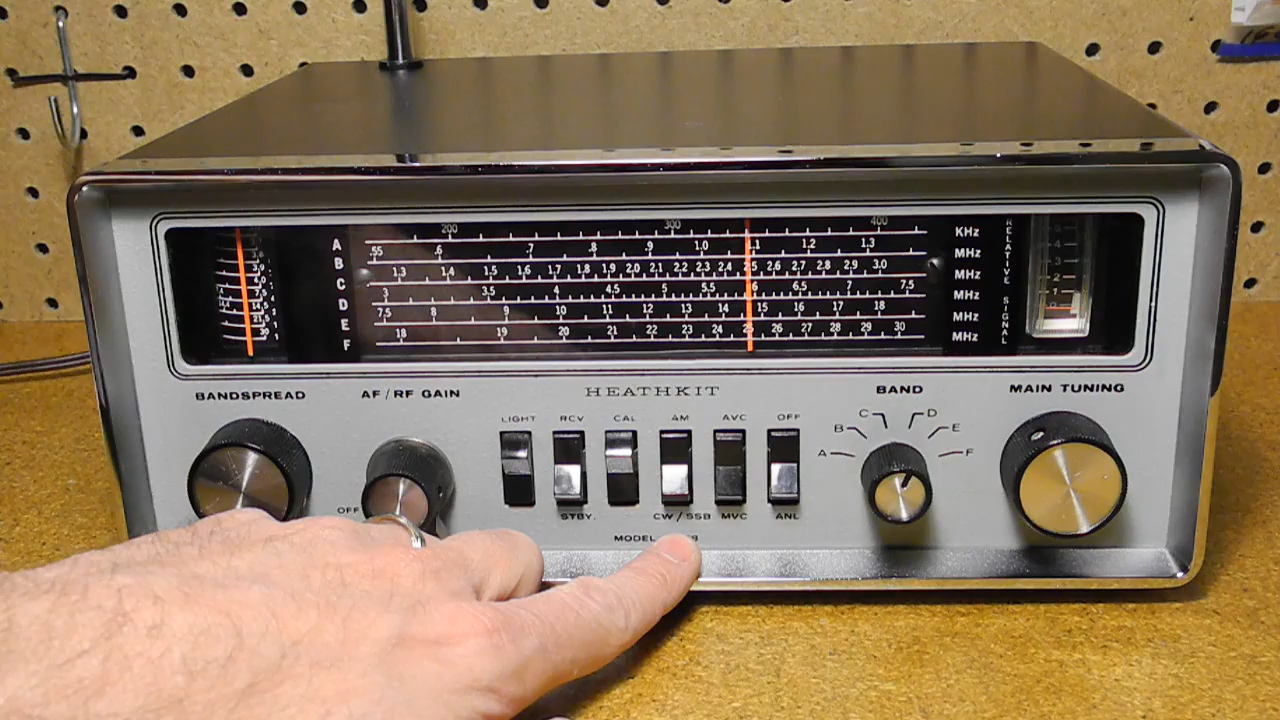 200 300 400 KHz
A .55 .6 .7 .8 .9 1.0 1.1 1.2 1.3 MHz
B 1.3 1.4 1.5 1.6 1.7 1.8 1.9 2.0 2.1 2.2 2.3 2.4 2.5 2.6 2.7 2.8 2.9 3.0 MHz
C 3 3.5 4 4.5 5 5.5 6 6.5 7 7.5 MHz
D 7.5 8 9 10 11 12 13 14 15 16 17 18 MHz
E 18 19 20 21 22 23 24 25 26 27 28 29 30 MHz
F
RELATIVE SIGNAL
BANDSPREAD AF/RF GAIN HEATHKIT BAND MAIN TUNING
LIGHT RCV CAL AM AVC OFF
A B C D E F
OFF
STBY. CW/SSB MVC ANL
MODEL